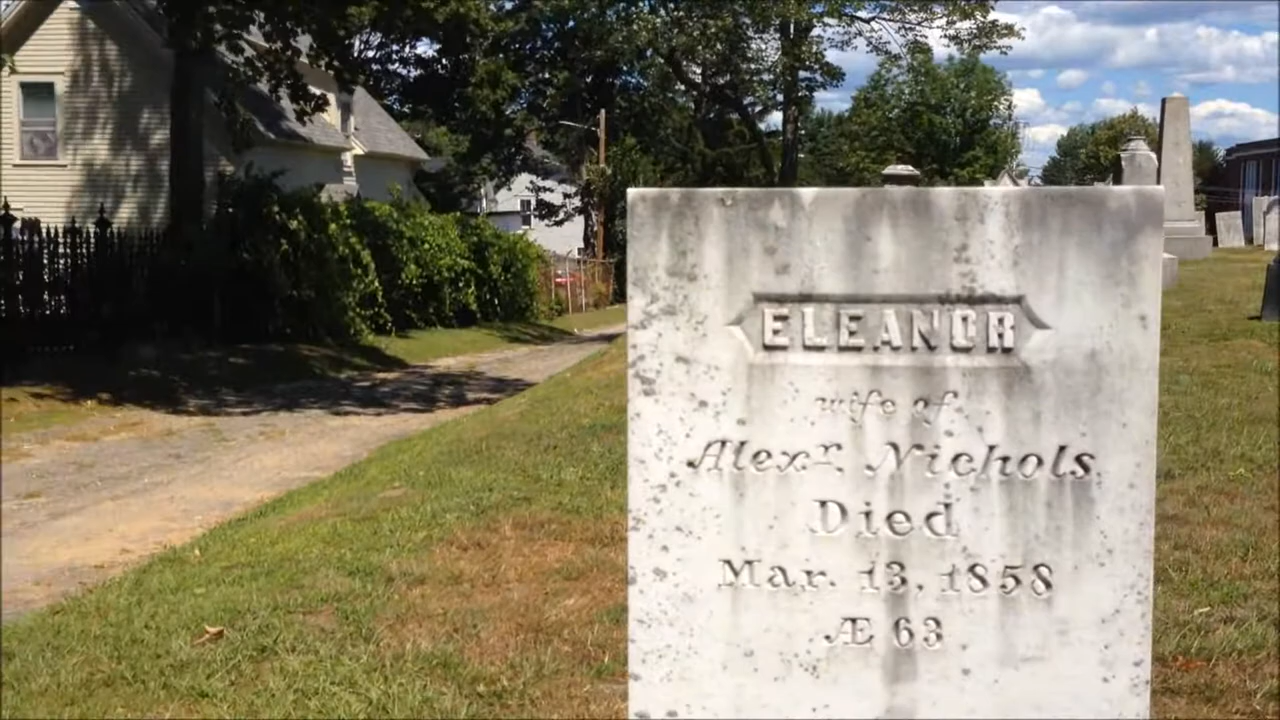 ELEANOR
wife of
Alexr. Nichols
Died
Mar. 13, 1858
Æ 63